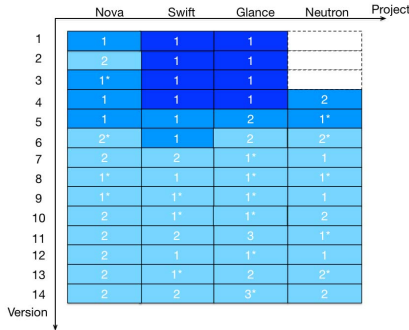 Nova Swift Glance Neutron Project
1 1 1 1
2 2 1 1
3 1* 1 1
4 1 1 1 2
5 1 1 2 1*
6 2* 1 2 2*
7 2 2 1* 1
8 1* 1 1* 1*
9 1* 1* 1* 1
10 2 1* 1* 2
11 2 2 3 1*
12 2 1 1* 1
13 2 1* 2 2*
14 2 2 3* 2
Version